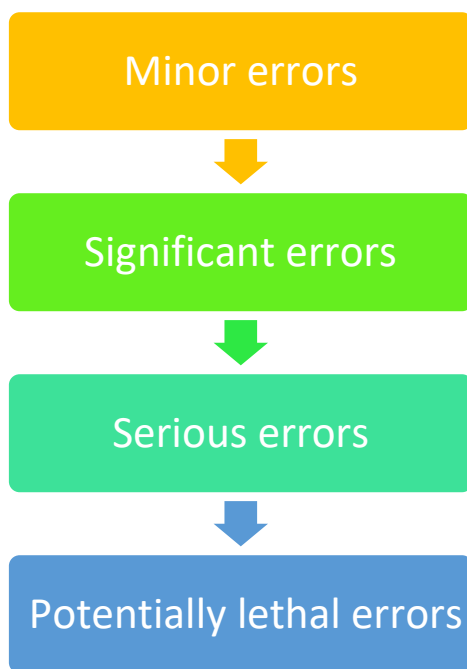 Minor errors
Significant errors
Serious errors
Potentially lethal errors